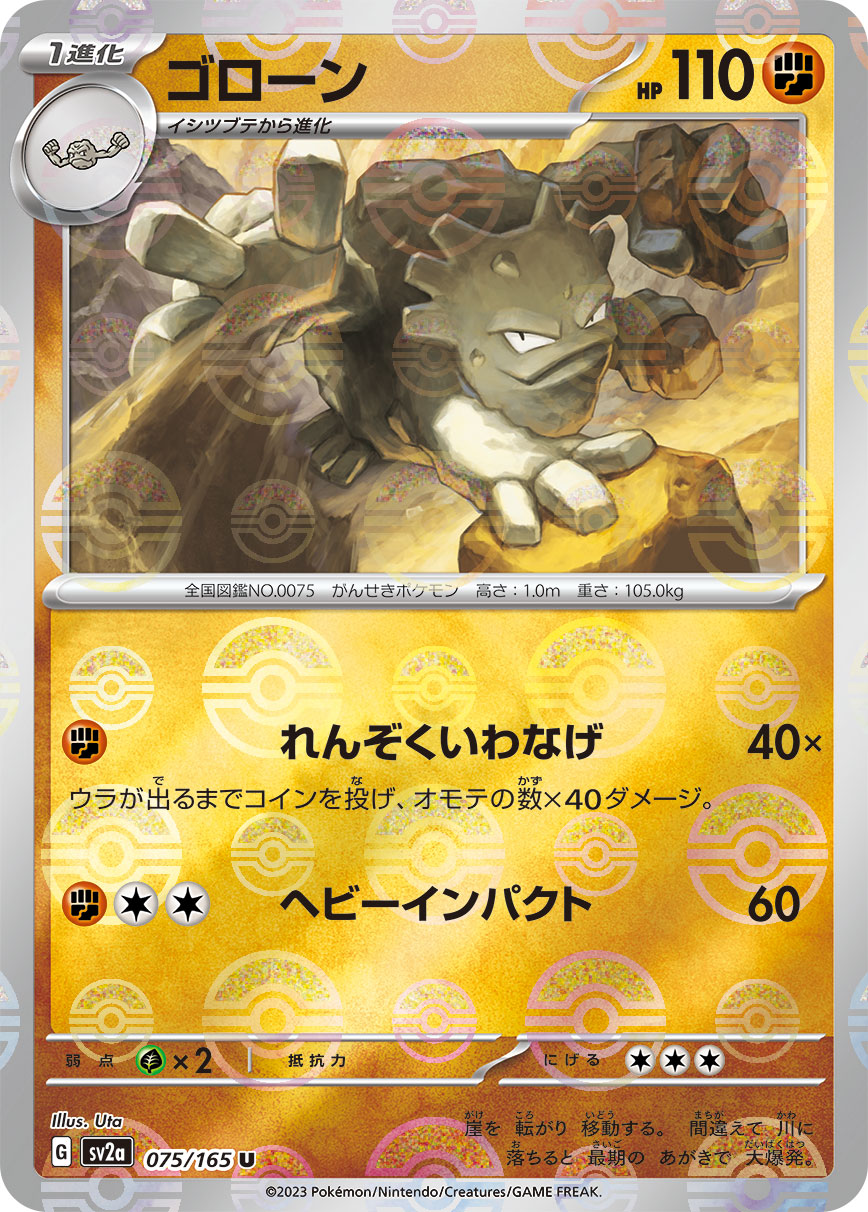 1進化
ゴローン
HP 110
イシツブテから進化
全国図鑑NO.0075 がんせきポケモン 高さ：1.0m 重さ：105.0kg
れんぞくいわなげ 40×
ウラが出るまでコインを投げ、オモテの数×40ダメージ。
ヘビーインパクト 60
弱点 ×2 抵抗力 にげる
Illus. Uta
G sv2a 075/165 U
崖を 転がり 移動する。 間違えて 川に
落ちると 最期の あがきで 大爆発。
©2023 Pokémon/Nintendo/Creatures/GAME FREAK.